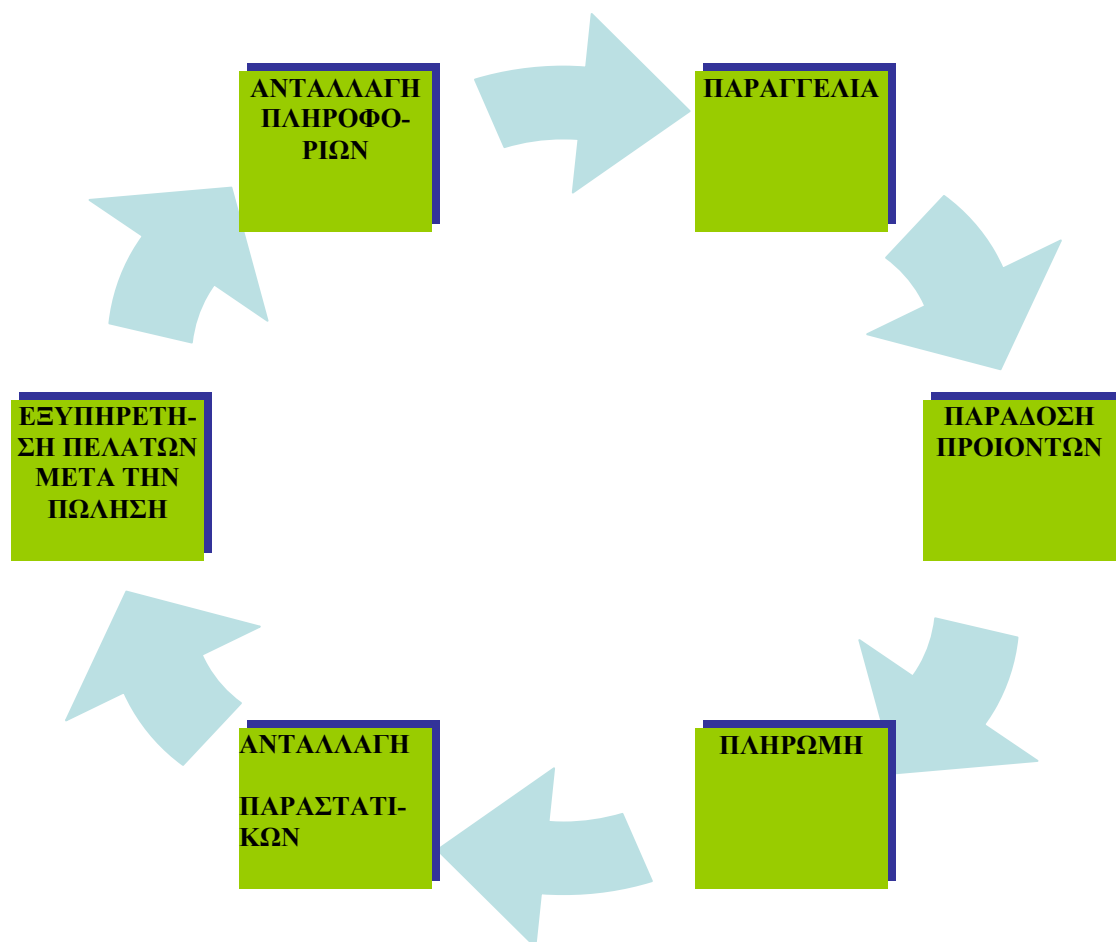 ΑΝΤΑΛΛΑΓΗ
ΠΛΗΡΟΦΟ-
ΡΙΩΝ
ΠΑΡΑΓΓΕΛΙΑ
ΠΑΡΑΔΟΣΗ
ΠΡΟΙΟΝΤΩΝ
ΠΛΗΡΩΜΗ
ΑΝΤΑΛΛΑΓΗ
ΠΑΡΑΣΤΑΤΙ-
ΚΩΝ
ΕΞΥΠΗΡΕΤΗ-
ΣΗ ΠΕΛΑΤΩΝ
ΜΕΤΑ ΤΗΝ
ΠΩΛΗΣΗ